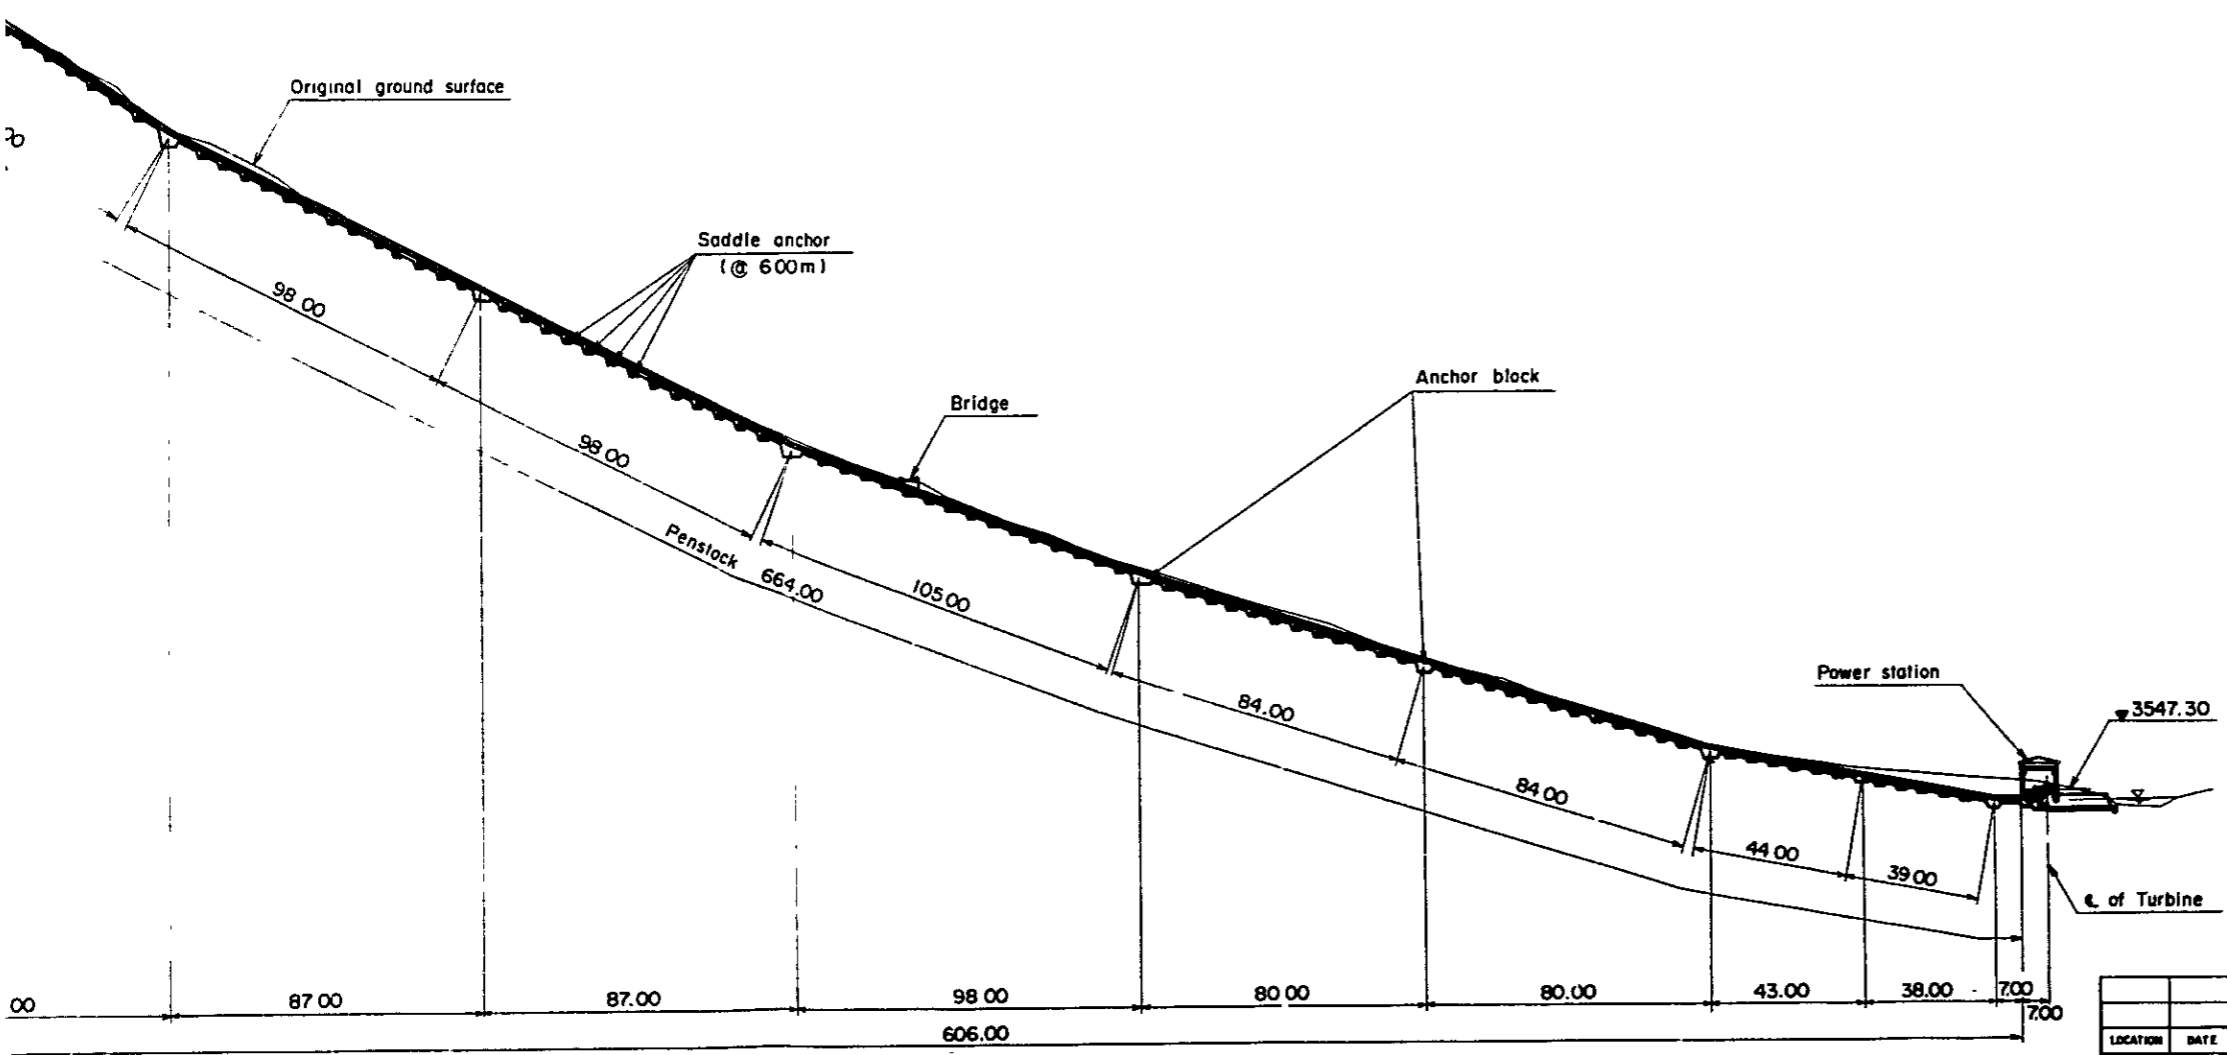 Original ground surface
Saddle anchor
(@ 6 00m)
98 00
Anchor block
Bridge
98 00
Penstock 664.00
105 00
Power station
3547.30
84.00
84 00
44 00
39 00
℄ of Turbine
00
87 00
87.00
98 00
80 00
80.00
43.00
38.00
7.00
7.00
606.00
LOCATION
DATE